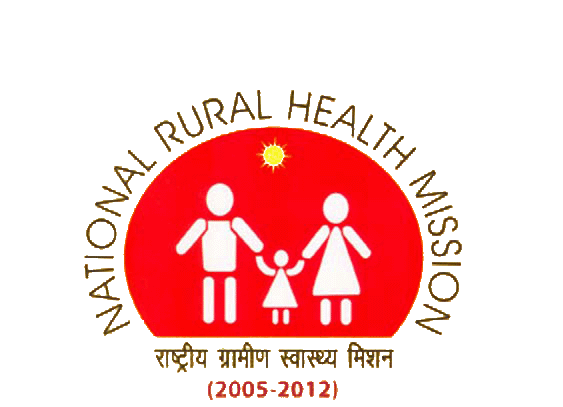 NATIONAL RURAL HEALTH MISSION
राष्ट्रीय ग्रामीण स्वास्थ्य मिशन
(2005-2012)